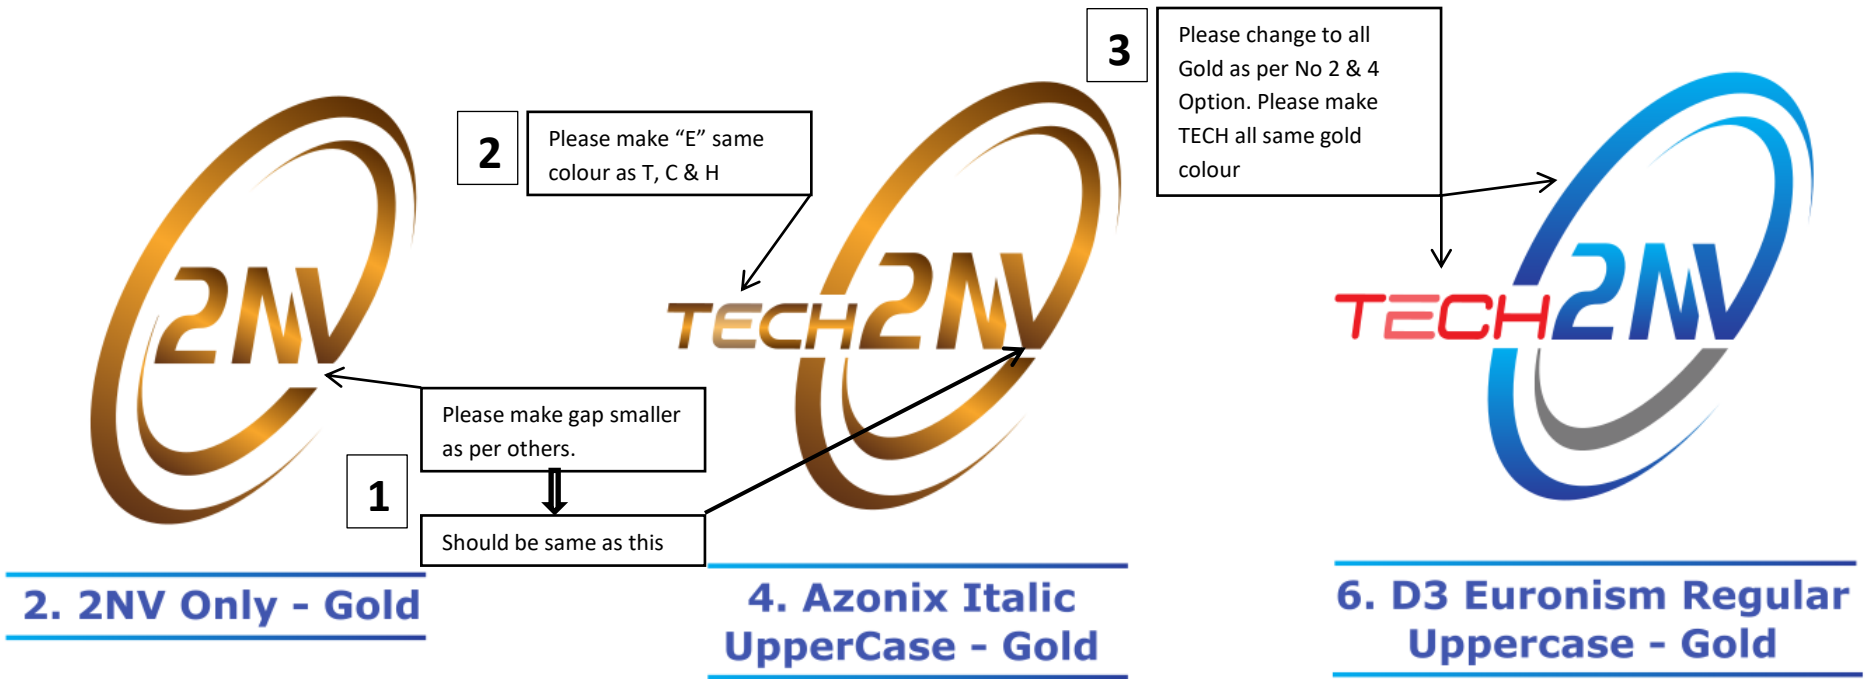 3
Please change to all
Gold as per No 2 & 4
Option. Please make
TECH all same gold
colour
2
Please make “E” same
colour as T, C & H
2NV
TECH2NV
TECH2NV
Please make gap smaller
as per others.
1
Should be same as this
2. 2NV Only - Gold
4. Azonix Italic
UpperCase - Gold
6. D3 Euronism Regular
Uppercase - Gold